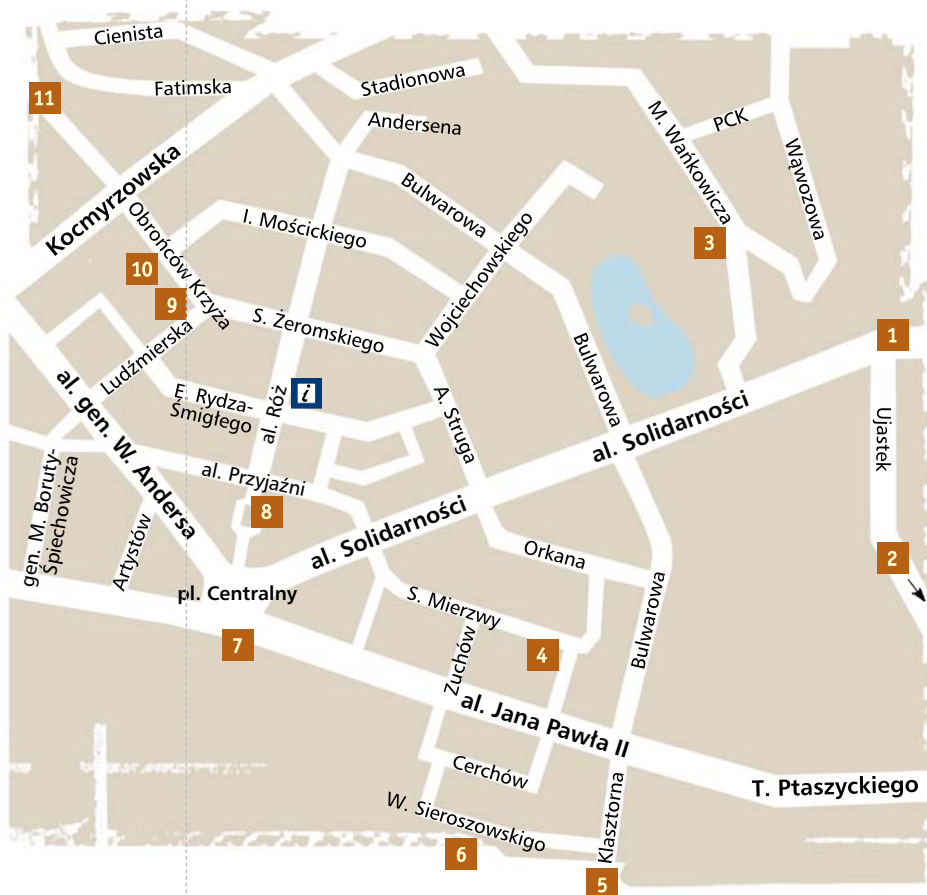 Cienista
Fatimska
11
Stadionowa
Andersena
M. Wańkowicza
PCK
Wąwozowa
Kocmyrzowska
Obrońców Krzyża
I. Mościckiego
Bulwarowa
Wojciechowskiego
3
10
9
S. Żeromskiego
Ludźmierska
1
Bulwarowa
al. gen. W. Andersa
E. Rydza-
Śmigłego
al. Róż
i
A. Struga
al. Solidarności
Ujastek
gen. M. Boruty-
Śpiechowicza
al. Przyjaźni
8
Artystów
al. Solidarności
Orkana
2
pl. Centralny
S. Mierzwy
Bulwarowa
7
4
Zuchów
al. Jana Pawła II
Cerchów
T. Ptaszyckiego
W. Sieroszowskigo
Klasztorna
6
5